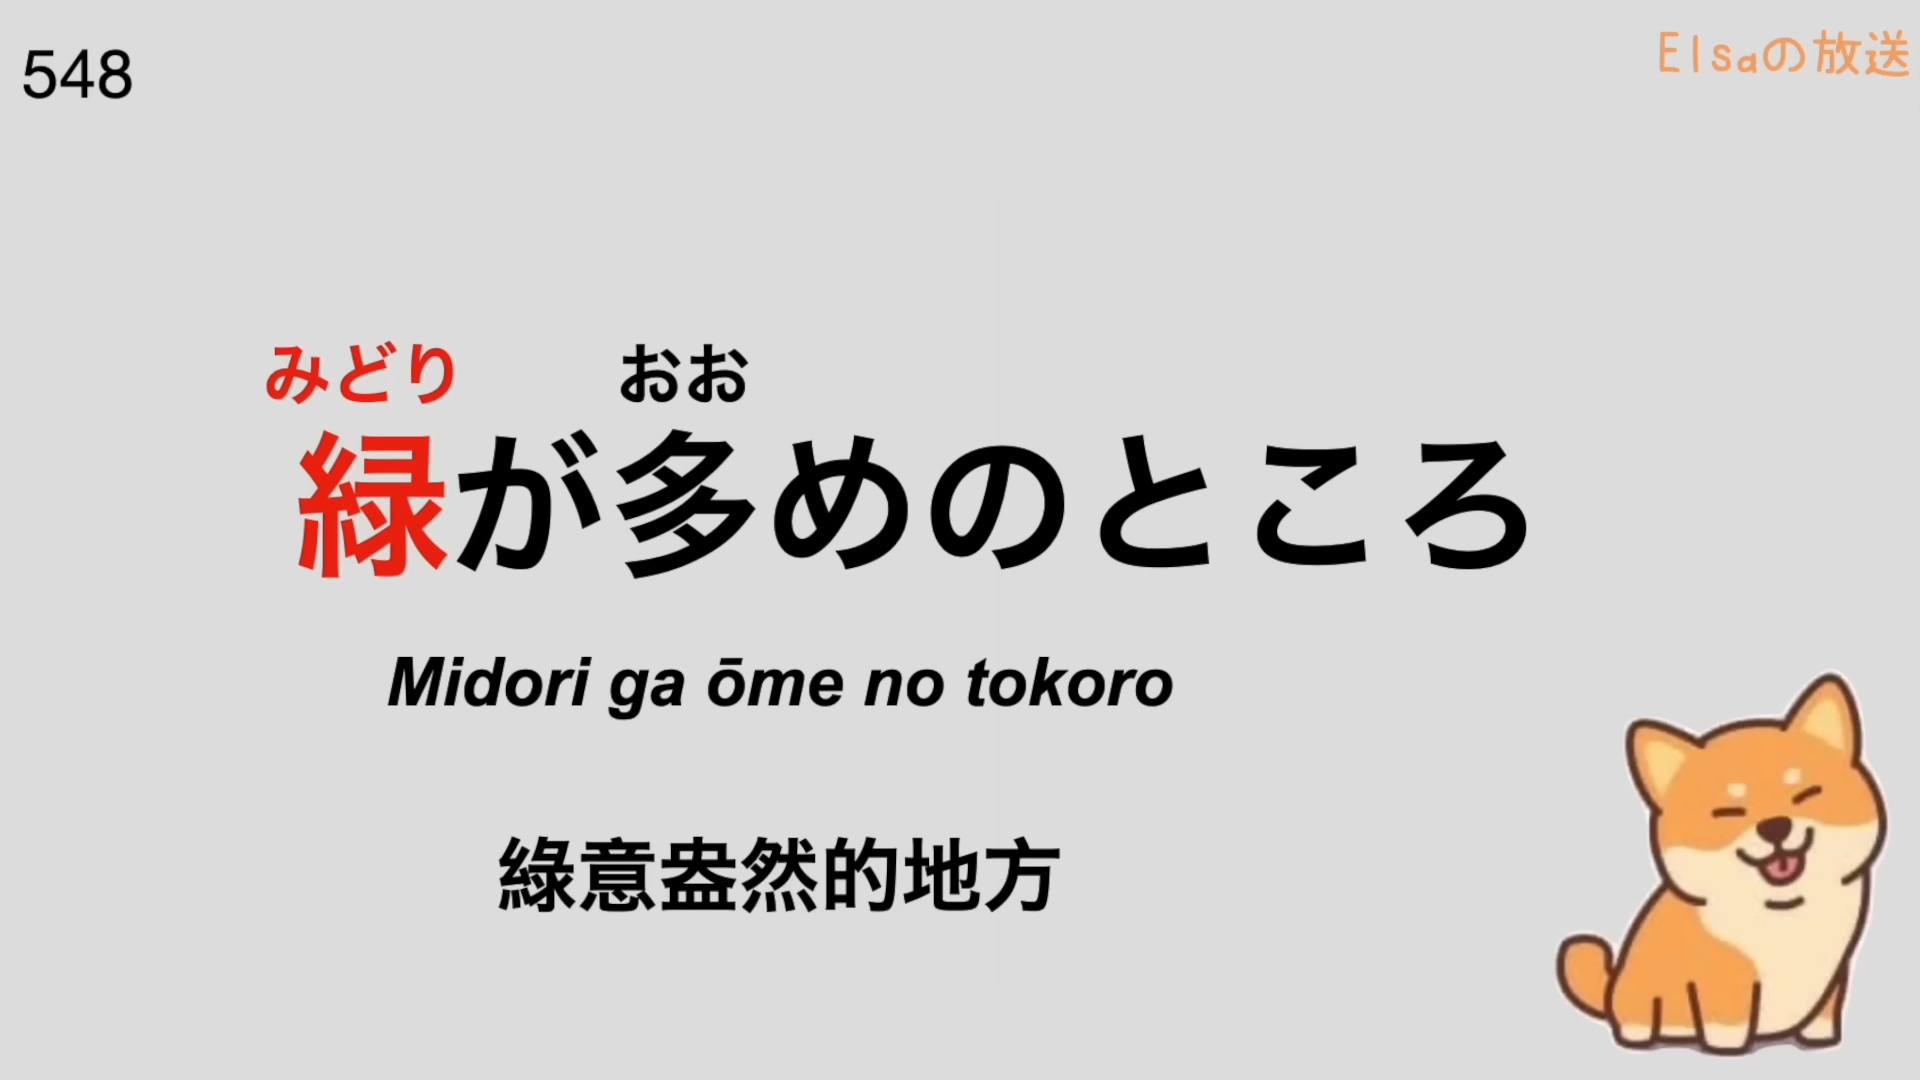 548
Elsaの放送
みどり おお
緑が多めのところ
Midori ga ōme no tokoro
綠意盎然的地方